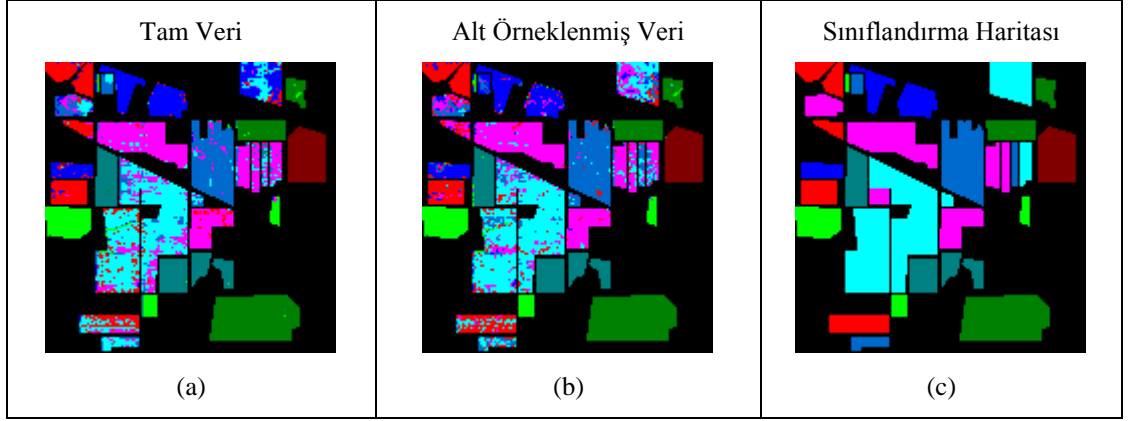 Tam Veri
Alt Örneklenmiş Veri
Sınıflandırma Haritası
(a)
(b)
(c)